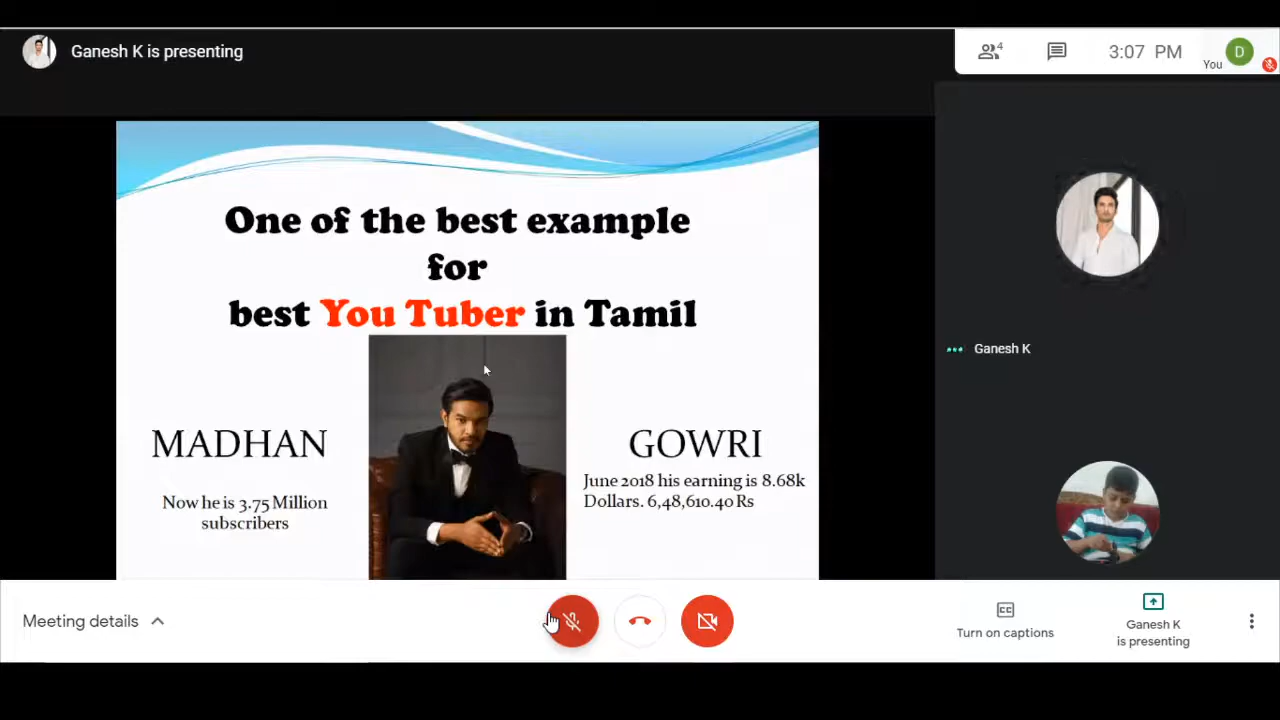 Ganesh K is presenting
4
3:07 PM
You
D
One of the best example
for
best You Tuber in Tamil
MADHAN
GOWRI
Now he is 3.75 Million
subscribers
June 2018 his earning is 8.68k
Dollars. 6,48,610.40 Rs
Ganesh K
Meeting details
CC
Turn on captions
Ganesh K
is presenting